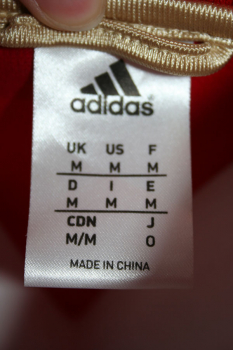 adidas
UK US F
M M M
D I E
M M M
CDN J
M/M O
MADE IN CHINA